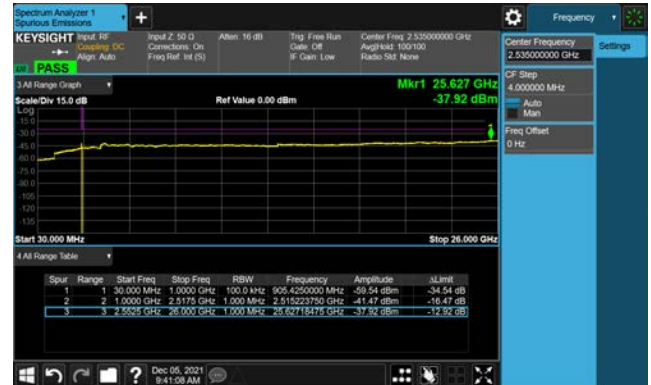 Spectrum Analyzer 1
Spurious Emissions
Frequency
KEYSIGHT Input: RF Input Z: 50 Ω Atten: 16 dB Trig: Free Run Center Freq: 2.535000000 GHz
Coupling: DC Corrections: On Gate: Off Avg|Hold: 100/100
Align: Auto Freq Ref: Int (S) IF Gain: Low Radio Std: None
PASS
Center Frequency
2.535000000 GHz
Settings
CF Step
4.000000 MHz
Auto
Man
Freq Offset
0 Hz
3 All Range Graph
Mkr1 25.627 GHz
Scale/Div 15.0 dB Ref Value 0.00 dBm -37.92 dBm
Log
-15.0
-30.0
-45.0
-60.0
-75.0
-90.0
-105
-120
-135
Start 30.000 MHz Stop 26.000 GHz
4 All Range Table
Spur Range Start Freq Stop Freq RBW Frequency Amplitude ΔLimit
1 1 30.000 MHz 1.0000 GHz 100.0 kHz 905.4250000 MHz -59.54 dBm -34.54 dB
2 2 1.0000 GHz 2.5175 GHz 1.000 MHz 2.515223750 GHz -41.47 dBm -16.47 dB
3 3 2.5525 GHz 26.000 GHz 1.000 MHz 25.62718475 GHz -37.92 dBm -12.92 dB
Dec 05, 2021
9:41:08 AM